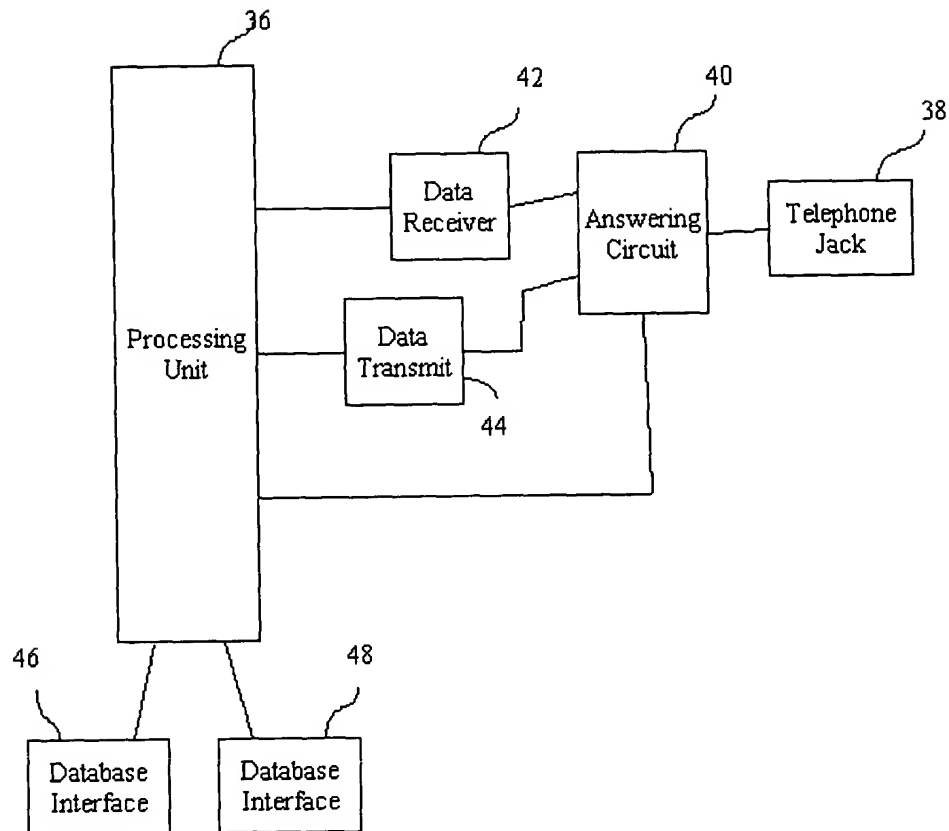 36
42
40
38
Data
Receiver
Answering
Circuit
Telephone
Jack
Processing
Unit
Data
Transmit
44
46
48
Database
Interface
Database
Interface